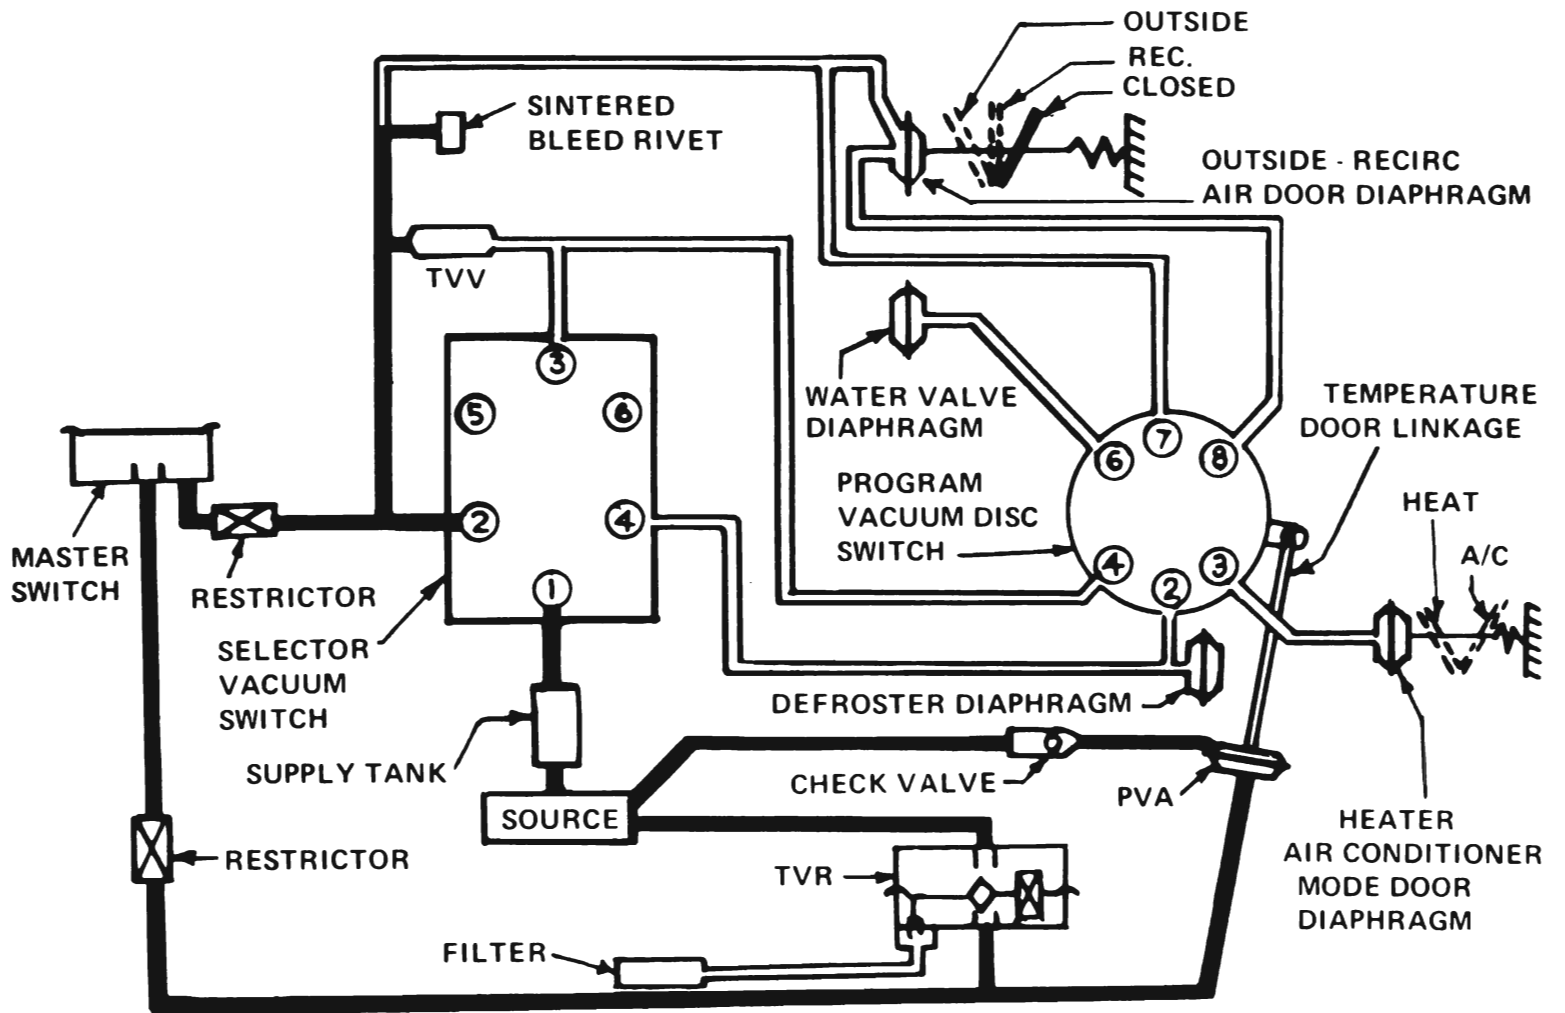 OUTSIDE
REC.
CLOSED
SINTERED
BLEED RIVET
OUTSIDE - RECIRC
AIR DOOR DIAPHRAGM
TVV
3
5
6
2
4
1
WATER VALVE
DIAPHRAGM
TEMPERATURE
DOOR LINKAGE
7
6
8
4
3
2
PROGRAM
VACUUM DISC
SWITCH
HEAT
A/C
MASTER
SWITCH
RESTRICTOR
SELECTOR
VACUUM
SWITCH
DEFROSTER DIAPHRAGM
SUPPLY TANK
CHECK VALVE
PVA
SOURCE
HEATER
AIR CONDITIONER
MODE DOOR
DIAPHRAGM
RESTRICTOR
TVR
FILTER